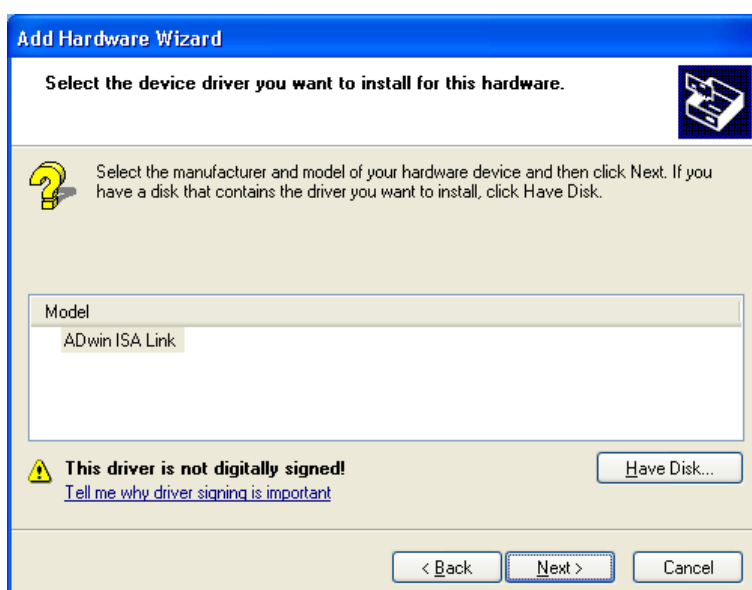 Add Hardware Wizard
Select the device driver you want to install for this hardware.
Select the manufacturer and model of your hardware device and then click Next. If you
have a disk that contains the driver you want to install, click Have Disk.
Model
ADwin ISA Link
This driver is not digitally signed!
Have Disk...
Tell me why driver signing is important
< Back
Next >
Cancel